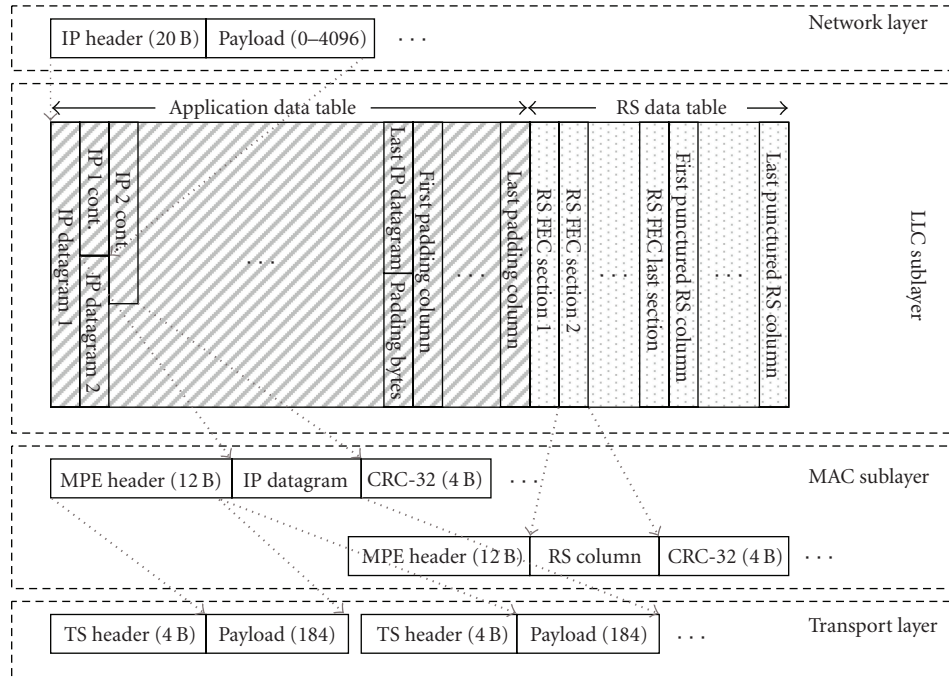 Network layer
IP header (20 B) Payload (0–4096) · · ·
Application data table RS data table
IP datagram 1
IP 1 cont.
IP datagram 2
IP 2 cont.
· · ·
Last IP datagram
Padding bytes
First padding column
· · ·
Last padding column
RS FEC section 1
RS FEC section 2
· · ·
RS FEC last section
First punctured RS column
· · ·
Last punctured RS column
LLC sublayer
MPE header (12 B) IP datagram CRC-32 (4 B) · · ·
MAC sublayer
MPE header (12 B) RS column CRC-32 (4 B) · · ·
Transport layer
TS header (4 B) Payload (184) TS header (4 B) Payload (184) · · ·